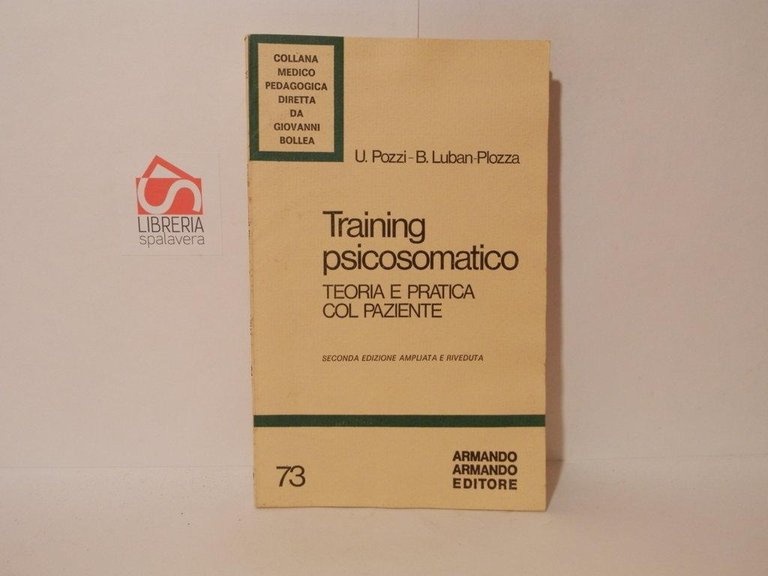 COLLANA
MEDICO
PEDAGOGICA
DIRETTA
DA
GIOVANNI
BOLLEA
U. Pozzi - B. Luban-Plozza
Training
psicosomatico
TEORIA E PRATICA
COL PAZIENTE
SECONDA EDIZIONE AMPLIATA E RIVEDUTA
73
ARMANDO
ARMANDO
EDITORE
LIBRERIA
spalavera